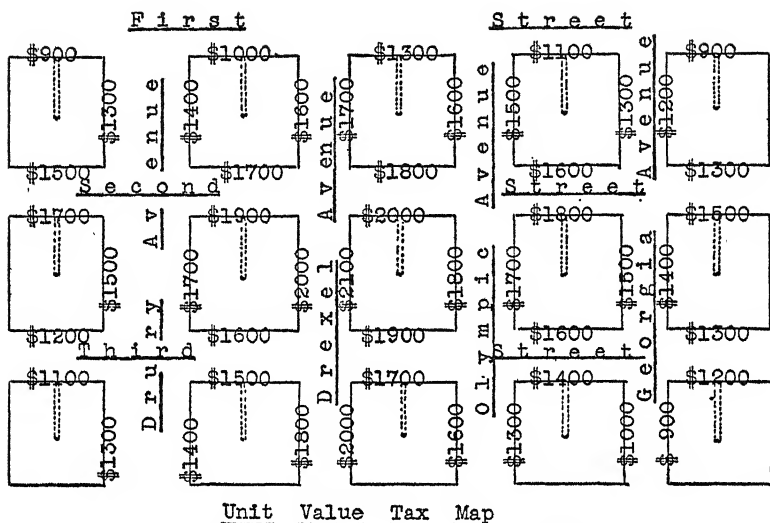 First Street
$900 $1000 $1300 $1100 $900
$1300 $1400 $1600 $1700 $1600 $1500 $1300 $1200
$1500 $1700 $1800 $1600 $1300
Second Street
$1700 $1900 $2000 $1800 $1500
$1500 $1700 $2000 $2100 $1800 $1700 $1500 $1400
$1200 $1600 $1900 $1600 $1300
Third Street
$1100 $1500 $1700 $1400 $1200
$1300 $1400 $1800 $2000 $1600 $1300 $1000 $900
Drury Avenue
Drexel Avenue
Olympic Avenue
Georgia Avenue
Unit Value Tax Map